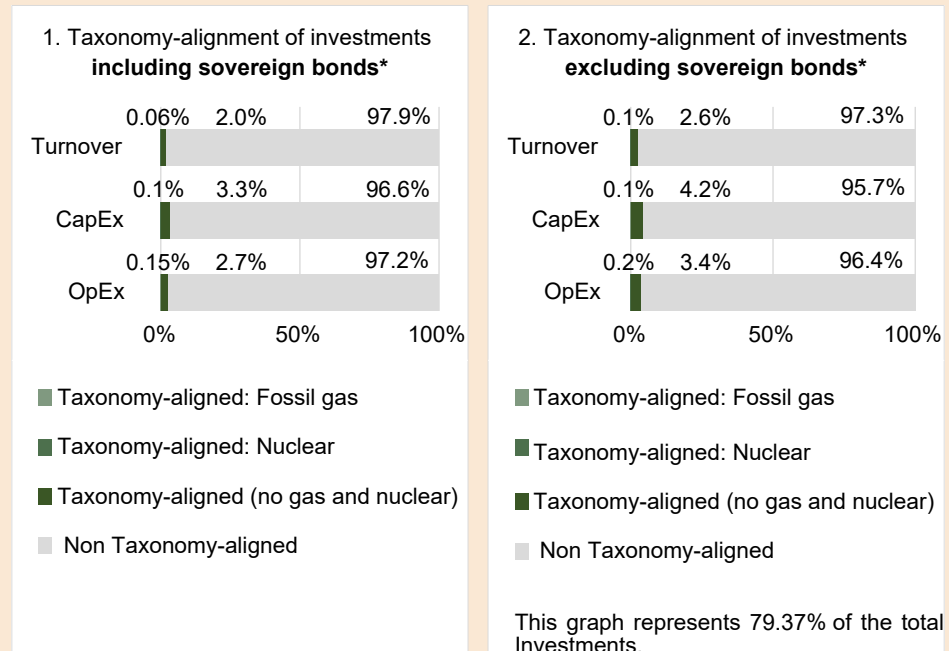 1. Taxonomy-alignment of investments
including sovereign bonds*
0.06% 2.0% 97.9%
Turnover
0.1% 3.3% 96.6%
CapEx
0.15% 2.7% 97.2%
OpEx
0% 50% 100%
Taxonomy-aligned: Fossil gas
Taxonomy-aligned: Nuclear
Taxonomy-aligned (no gas and nuclear)
Non Taxonomy-aligned
2. Taxonomy-alignment of investments
excluding sovereign bonds*
0.1% 2.6% 97.3%
Turnover
0.1% 4.2% 95.7%
CapEx
0.2% 3.4% 96.4%
OpEx
0% 50% 100%
Taxonomy-aligned: Fossil gas
Taxonomy-aligned: Nuclear
Taxonomy-aligned (no gas and nuclear)
Non Taxonomy-aligned
This graph represents 79.37% of the total
Investments.